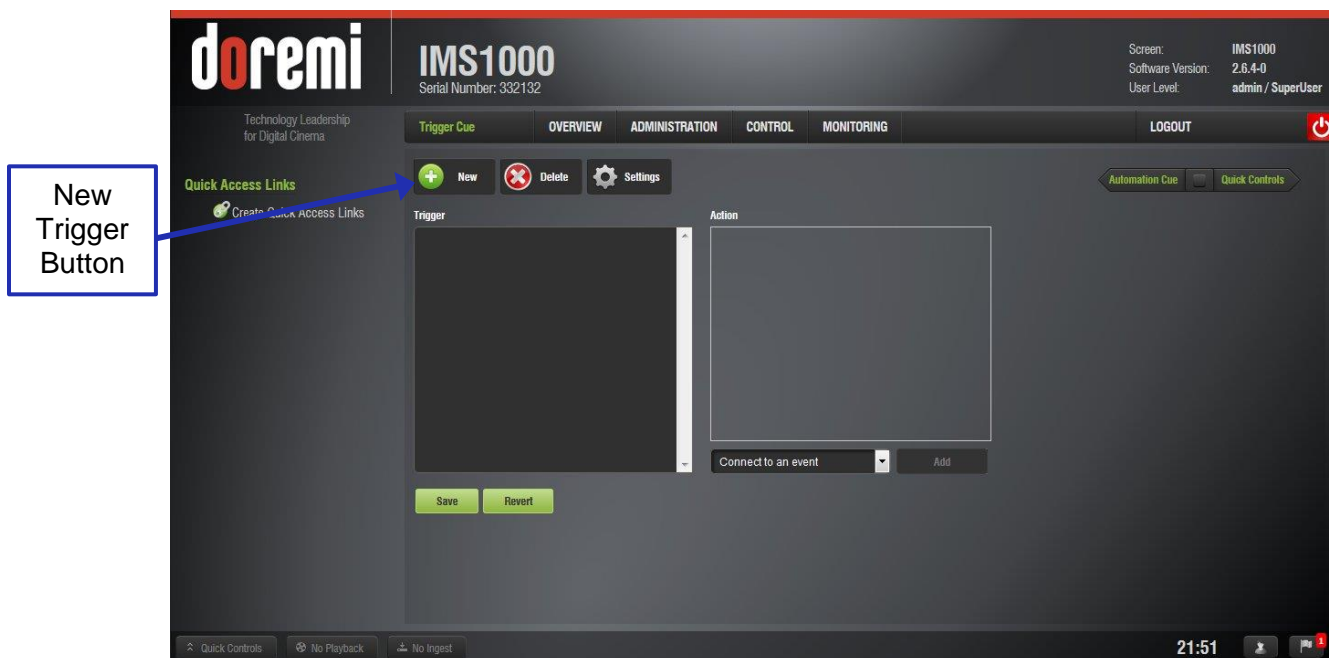 doremi
Technology Leadership
for Digital Cinema
IMS1000
Serial Number: 332132
Screen: IMS1000
Software Version: 2.6.4-0
User Level: admin / SuperUser
Trigger Cue OVERVIEW ADMINISTRATION CONTROL MONITORING LOGOUT
New
Trigger
Button
Quick Access Links
Create Quick Access Links
New Delete Settings
Automation Cue Quick Controls
Trigger Action
Connect to an event Add
Save Revert
Quick Controls No Playback No Ingest 21:51 1